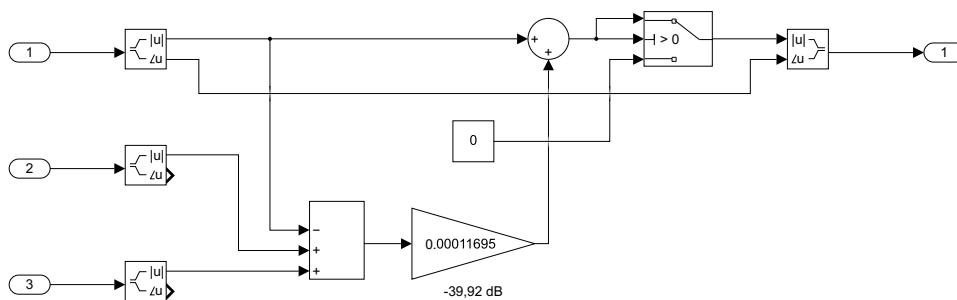 1
|u|
∠u
+
+
> 0
|u|
∠u
1
0
2
|u|
∠u
−
+
+
0.00011695
3
|u|
∠u
-39,92 dB